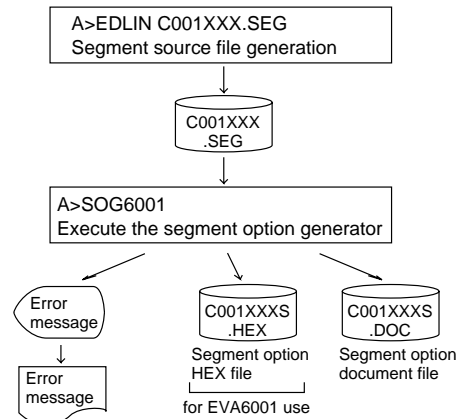 A>EDLIN C001XXX.SEG
Segment source file generation
C001XXX
.SEG
A>SOG6001
Execute the segment option generator
Error
message
Error
message
C001XXXS
.HEX
Segment option
HEX file
for EVA6001 use
C001XXXS
.DOC
Segment option
document file